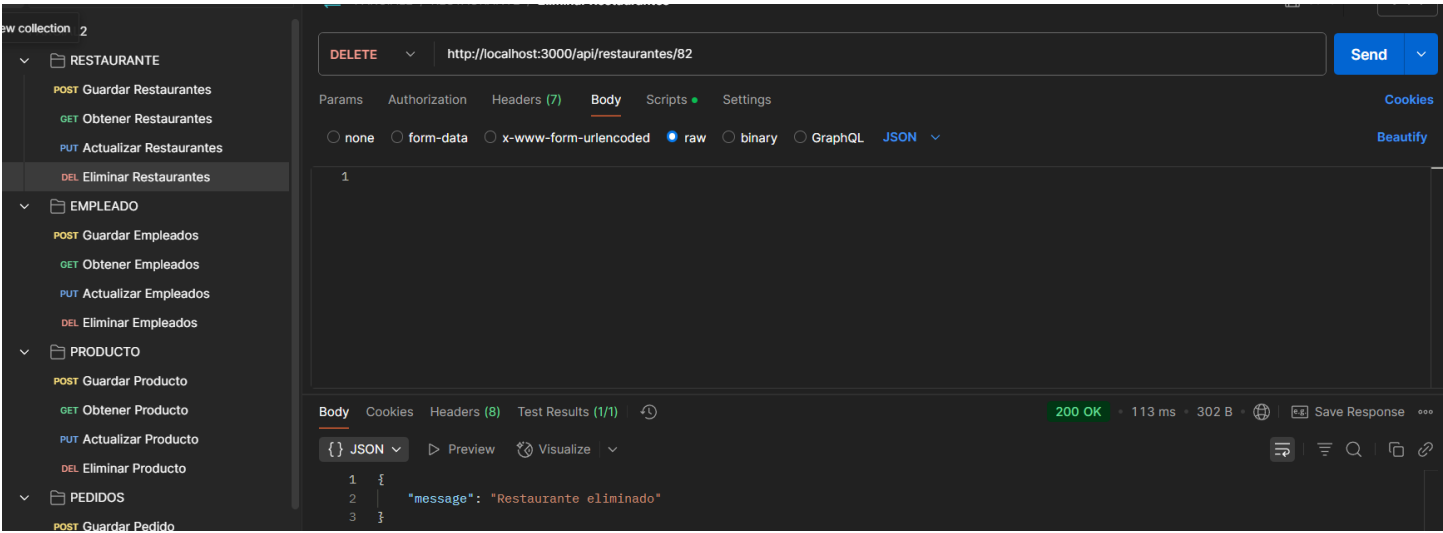 ew collection 2
RESTAURANTE
POST Guardar Restaurantes
GET Obtener Restaurantes
PUT Actualizar Restaurantes
DEL Eliminar Restaurantes
EMPLEADO
POST Guardar Empleados
GET Obtener Empleados
PUT Actualizar Empleados
DEL Eliminar Empleados
PRODUCTO
POST Guardar Producto
GET Obtener Producto
PUT Actualizar Producto
DEL Eliminar Producto
PEDIDOS
POST Guardar Pedido
Eliminar Restaurantes
DELETE http://localhost:3000/api/restaurantes/82 Send
Params Authorization Headers (7) Body Scripts Settings Cookies
none form-data x-www-form-urlencoded raw binary GraphQL JSON Beautify
1
Body Cookies Headers (8) Test Results (1/1) 200 OK 113 ms 302 B e.g. Save Response
{} JSON Preview Visualize
1 {
2 "message": "Restaurante eliminado"
3 }